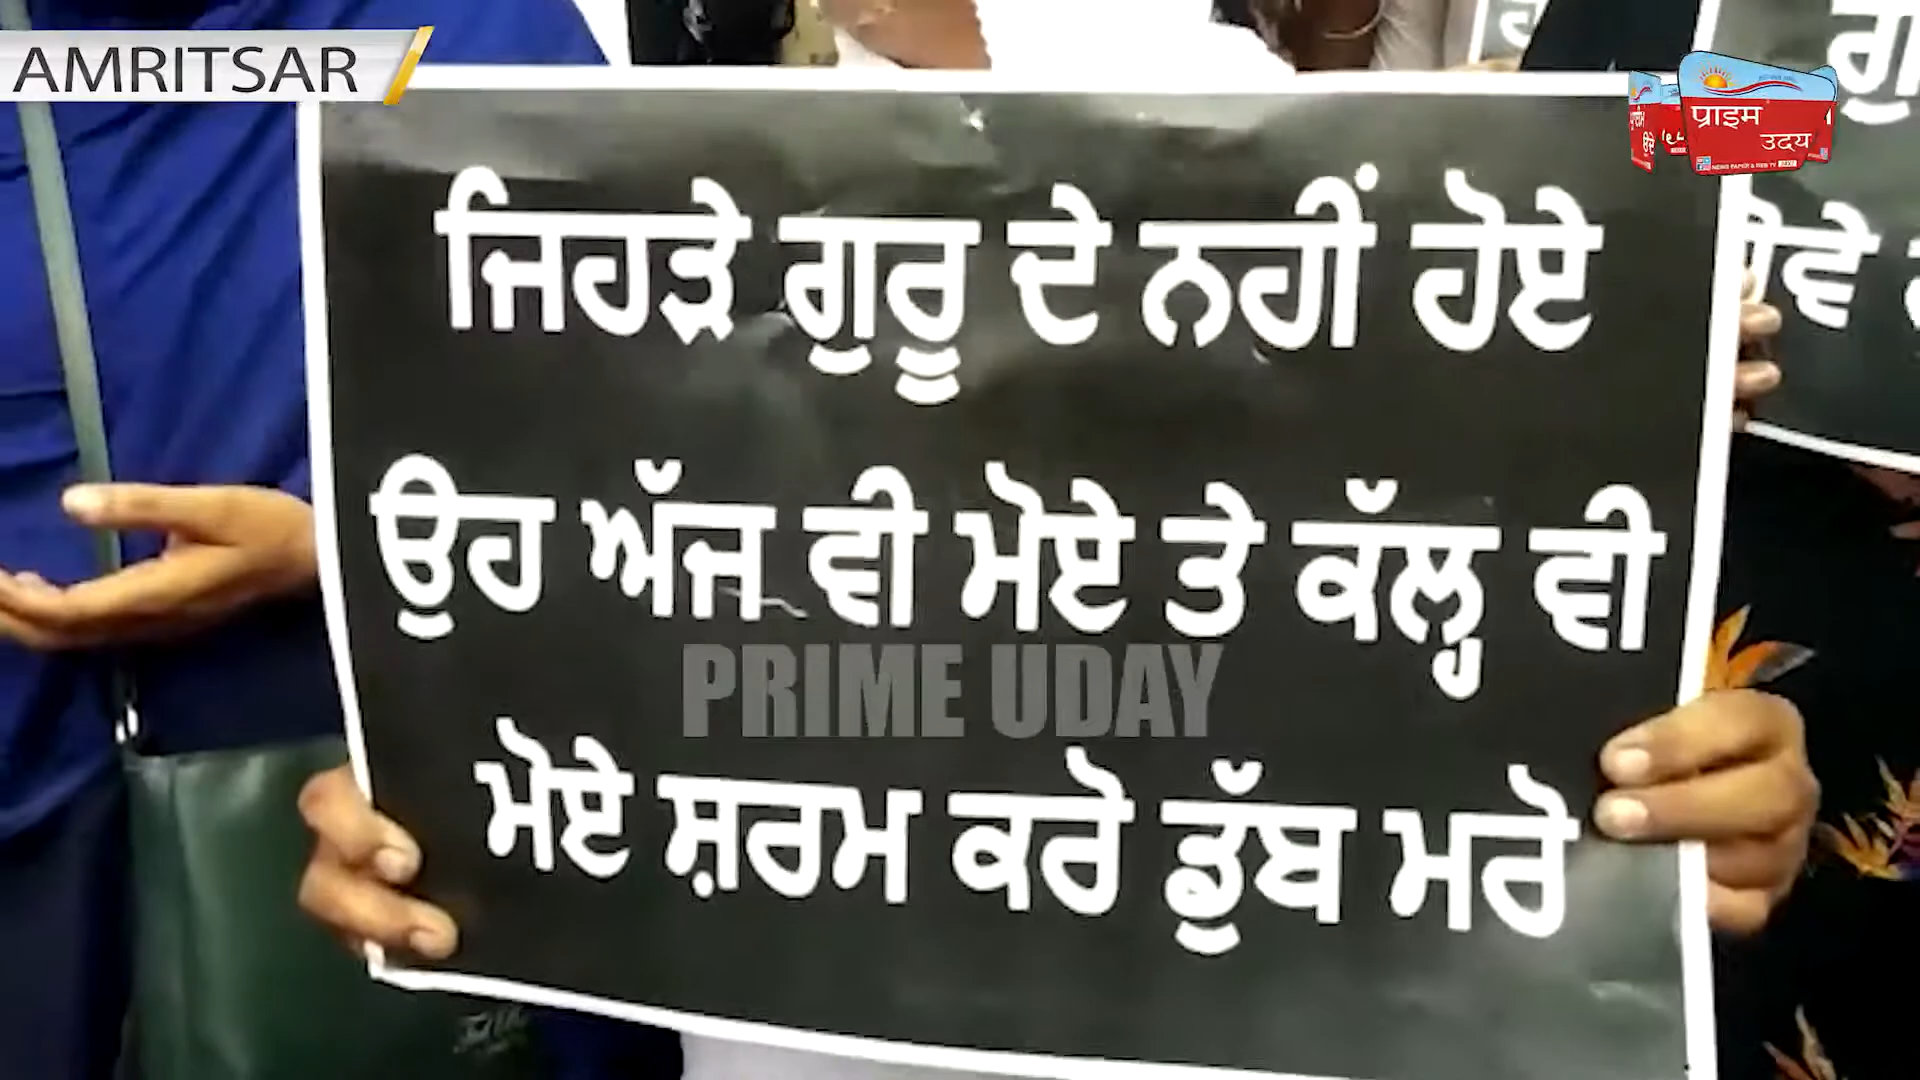 AMRITSAR
प्राइम
उदय
ਜਿਹੜੇ ਗੁਰੂ ਦੇ ਨਹੀਂ ਹੋਏ
ਉਹ ਅੱਜ ਵੀ ਮੋਏ ਤੇ ਕੱਲ੍ਹ ਵੀ
PRIME UDAY
ਮੋਏ ਸ਼ਰਮ ਕਰੋ ਡੁੱਬ ਮਰੋ